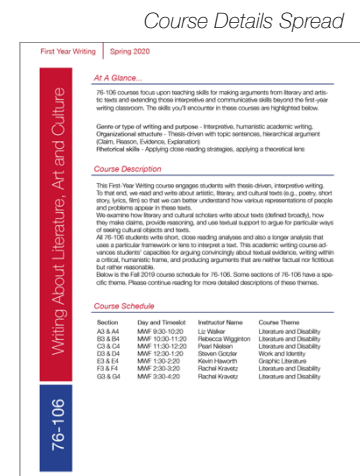 Course Details Spread
First Year Writing | Spring 2020
Writing About Literature, Art and Culture
76-106
At A Glance...
76-106 courses focus upon teaching skills for making arguments from literary and artis-
tic texts and extending those interpretive and communicative skills beyond the first-year
writing classroom. The skills you'll encounter in these courses are highlighted below.
Genre or type of writing and purpose - Interpretive, humanistic academic writing.
Organizational structure - Thesis-driven with topic sentences, hierarchical argument
(Claim, Reason, Evidence, Explanation)
Rhetorical skills - Applying close reading strategies, applying a theoretical lens
Course Description
This First-Year Writing course engages students with thesis-driven, interpretive writing.
To that end, we read and write about artistic, literary, and cultural texts (e.g., poetry, short
story, lyrics, film) so that we can better understand how various representations of people
and problems appear in these texts.
We examine how literary and cultural scholars write about texts (defined broadly), how
they make claims, provide reasoning, and use textual support to argue for particular ways
of seeing cultural objects and texts.
All 76-106 students write short, close reading analyses and also a longer analysis that
uses a particular framework or lens to interpret a text. This academic writing course ad-
vances students' capacities for arguing convincingly about textual evidence, writing within
a critical, humanistic frame, and producing arguments that are neither factual nor fictitious
but rather reasonable.
Below is the Fall 2019 course schedule for 76-106. Some sections of 76-106 have a spe-
cific theme. Please continue reading for more detailed descriptions of these themes.
Course Schedule
Section Day and Timeslot Instructor Name Course Theme
A3 & A4 MWF 9:30-10:20 Liz Walker Literature and Disability
B3 & B4 MWF 10:30-11:20 Rebecca Wigginton Literature and Disability
C3 & C4 MWF 11:30-12:20 Pearl Nielsen Literature and Disability
D3 & D4 MWF 12:30-1:20 Steven Gotzler Work and Identity
E3 & E4 MWF 1:30-2:20 Kevin Haworth Graphic Literature
F3 & F4 MWF 2:30-3:20 Rachel Kravetz Literature and Disability
G3 & G4 MWF 3:30-4:20 Rachel Kravetz Literature and Disability